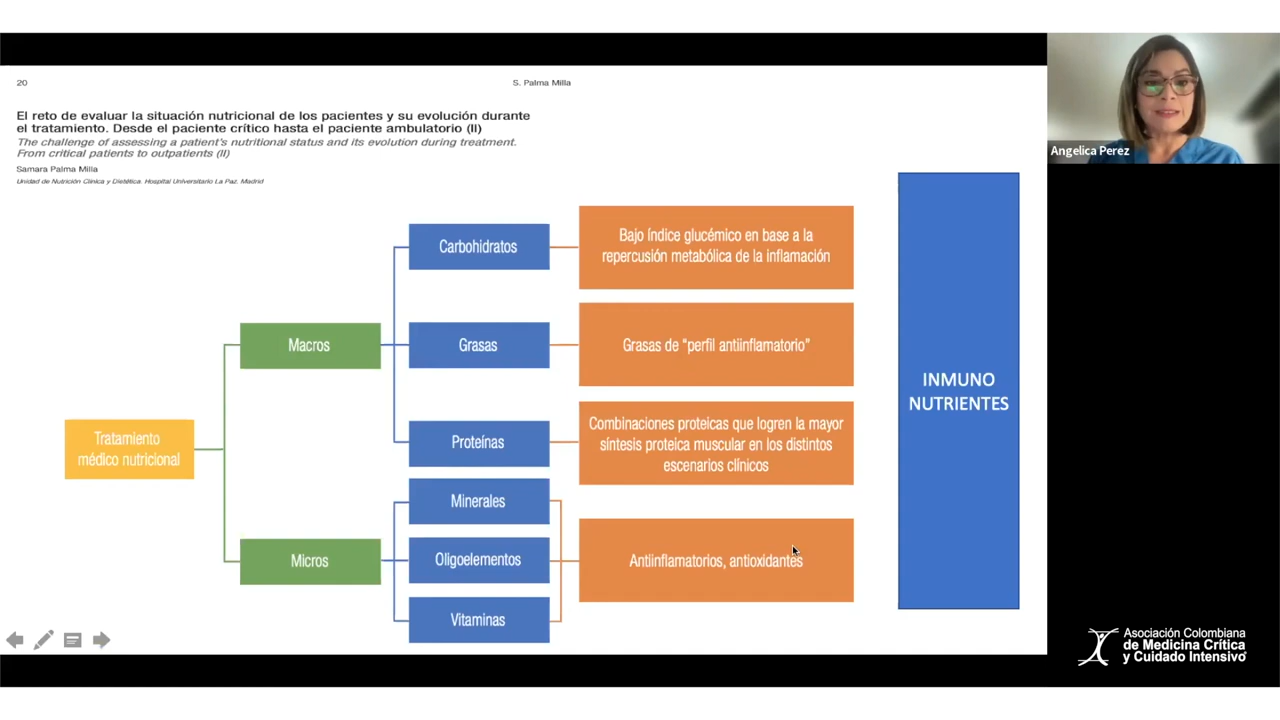 20
S. Palma Milla
El reto de evaluar la situación nutricional de los pacientes y su evolución durante
el tratamiento. Desde el paciente crítico hasta el paciente ambulatorio (II)
The challenge of assessing a patient's nutritional status and its evolution during treatment.
From critical patients to outpatients (II)
Samara Palma Milla
Unidad de Nutrición Clínica y Dietética. Hospital Universitario La Paz. Madrid
Angelica Perez
Tratamiento
médico nutricional
Macros
Carbohidratos
Bajo índice glucémico en base a la
repercusión metabólica de la inflamación
Grasas
Grasas de “perfil antiinflamatorio”
Proteínas
Combinaciones proteicas que logren la mayor
síntesis proteica muscular en los distintos
escenarios clínicos
Micros
Minerales
Oligoelementos
Vitaminas
Antiinflamatorios, antioxidantes
INMUNO
NUTRIENTES
Asociación Colombiana
de Medicina Crítica
y Cuidado Intensivo